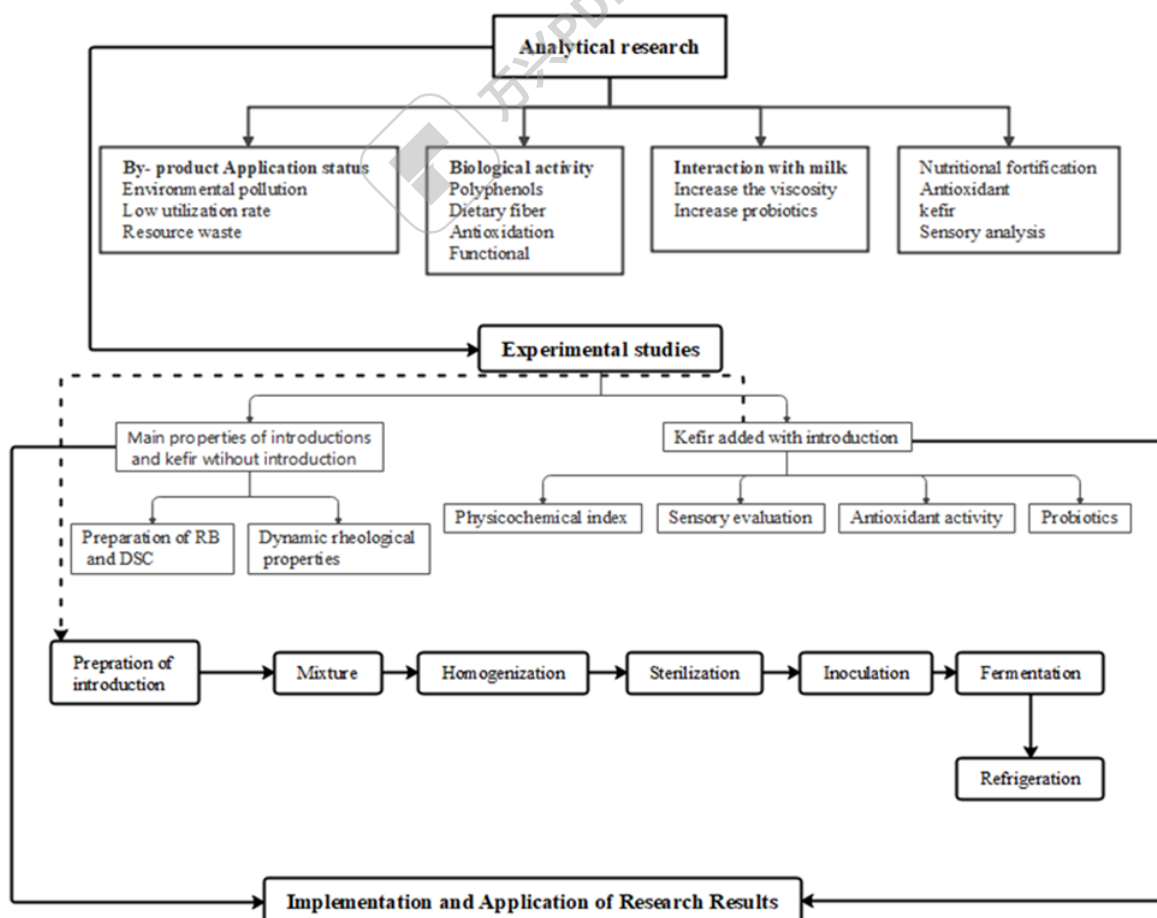 Analytical research
By- product Application status
Environmental pollution
Low utilization rate
Resource waste
Biological activity
Polyphenols
Dietary fiber
Antioxidation
Functional
Interaction with milk
Increase the viscosity
Increase probiotics
Nutritional fortification
Antioxidant
kefir
Sensory analysis
Experimental studies
Main properties of introductions
and kefir wtihout introduction
Kefir added with introduction
Preparation of RB
and DSC
Dynamic rheological
properties
Physicochemical index
Sensory evaluation
Antioxidant activity
Probiotics
Prepration of
introduction
Mixture
Homogenization
Sterilization
Inoculation
Fermentation
Refrigeration
Implementation and Application of Research Results
万兴PD